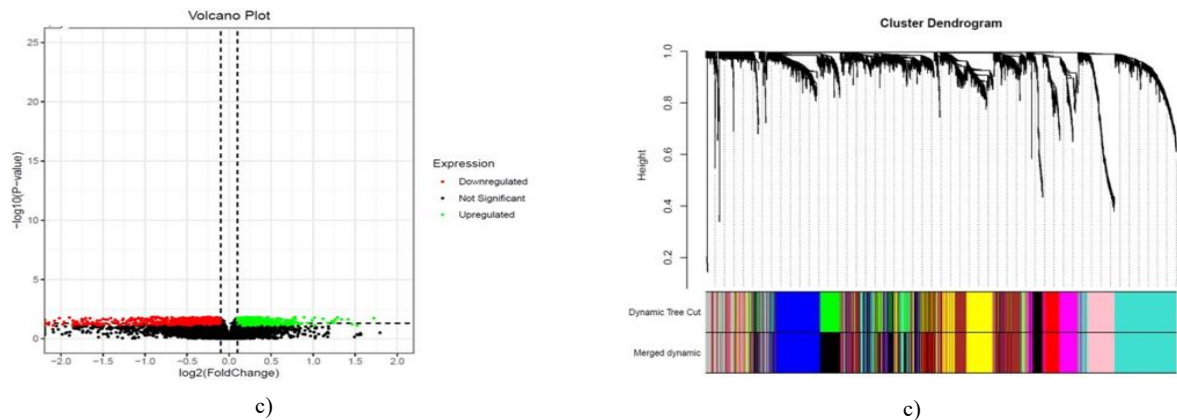 Volcano Plot
25
20
15
10
5
0
-log10(P-value)
-2.0 -1.5 -1.0 -0.5 0.0 0.5 1.0 1.5 2.0
log2(FoldChange)
Expression
Downregulated
Not Significant
Upregulated
c)
Cluster Dendrogram
1.0
0.8
0.6
0.4
0.2
Height
Dynamic Tree Cut
Merged dynamic
c)